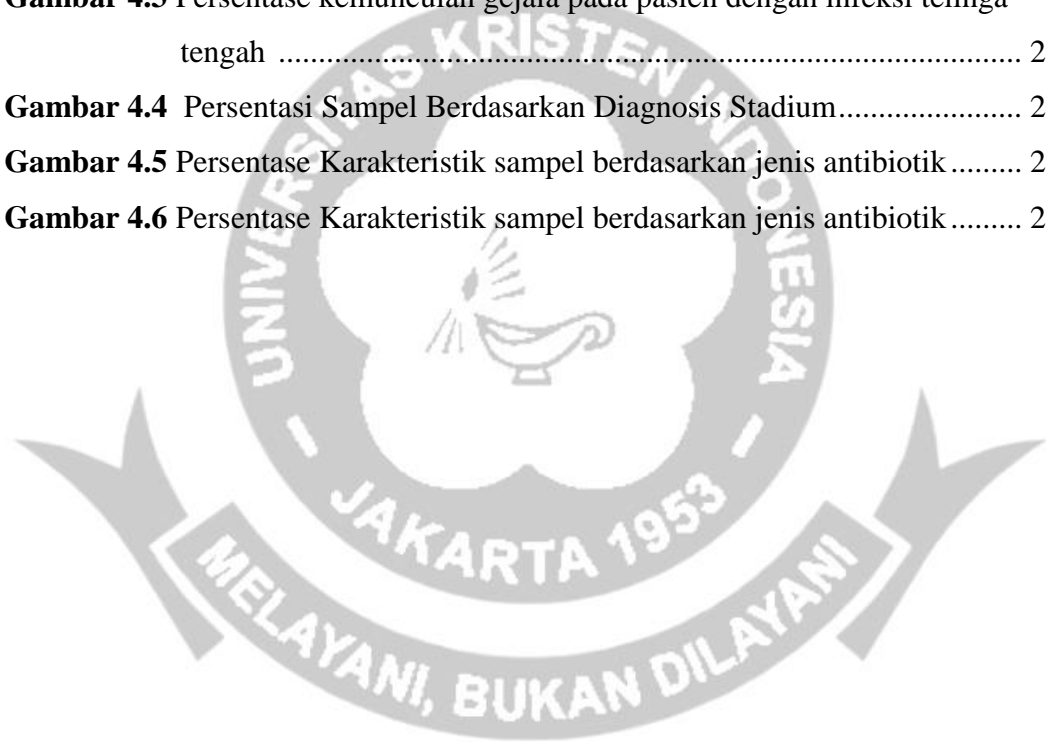 Gambar 4.3 Persentase kemunculan gejala pada pasien dengan infeksi telinga
tengah ............................................................................................. 2
Gambar 4.4 Persentasi Sampel Berdasarkan Diagnosis Stadium....................... 2
Gambar 4.5 Persentase Karakteristik sampel berdasarkan jenis antibiotik......... 2
Gambar 4.6 Persentase Karakteristik sampel berdasarkan jenis antibiotik......... 2
UNIVERSITAS KRISTEN INDONESIA
- JAKARTA 1953 -
MELAYANI, BUKAN DILAYANI